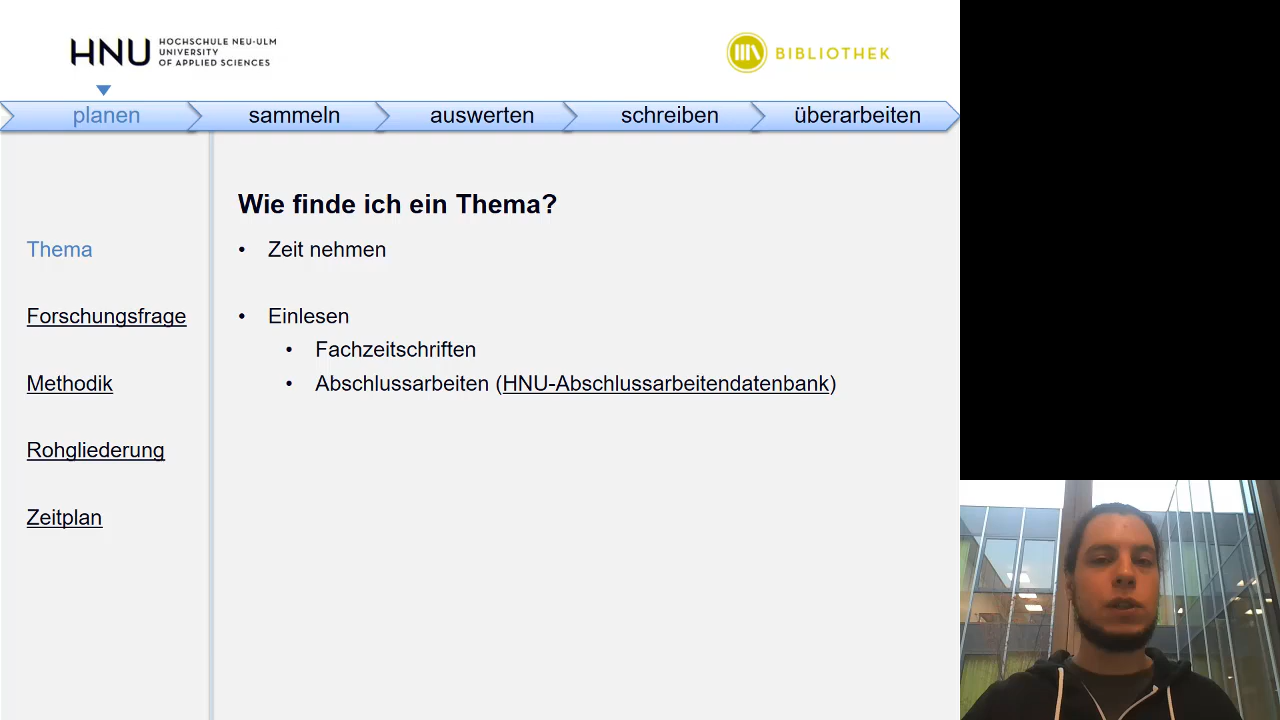 HNU HOCHSCHULE NEU-ULM
UNIVERSITY
OF APPLIED SCIENCES
BIBLIOTHEK
planen sammeln auswerten schreiben überarbeiten
Wie finde ich ein Thema?
Thema
Forschungsfrage
Methodik
Rohgliederung
Zeitplan
• Zeit nehmen
• Einlesen
• Fachzeitschriften
• Abschlussarbeiten (HNU-Abschlussarbeitendatenbank)